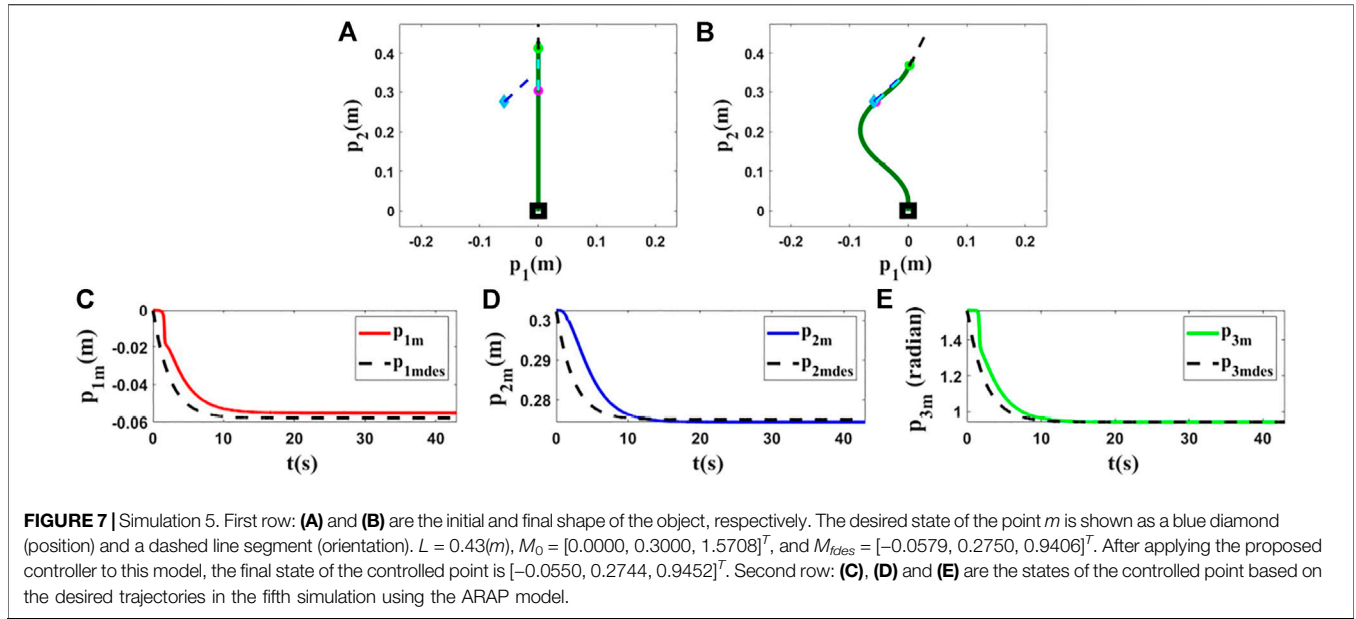 A
B
0.4
0.3
0.2
0.1
0
p2(m)
-0.2 -0.1 0 0.1 0.2
p1(m)
0.4
0.3
0.2
0.1
0
p2(m)
-0.2 -0.1 0 0.1 0.2
p1(m)
C
0
-0.02
-0.04
-0.06
p1m(m)
p1m
p1mdes
0 10 20 30 40
t(s)
D
0.3
0.29
0.28
p2m(m)
p2m
p2mdes
0 10 20 30 40
t(s)
E
1.4
1.2
1
p3m (radian)
p3m
p3mdes
0 10 20 30 40
t(s)
FIGURE 7 | Simulation 5. First row: (A) and (B) are the initial and final shape of the object, respectively. The desired state of the point m is shown as a blue diamond
(position) and a dashed line segment (orientation). L = 0.43(m), M0 = [0.0000, 0.3000, 1.5708]T, and Mfdes = [−0.0579, 0.2750, 0.9406]T. After applying the proposed
controller to this model, the final state of the controlled point is [−0.0550, 0.2744, 0.9452]T. Second row: (C), (D) and (E) are the states of the controlled point based on
the desired trajectories in the fifth simulation using the ARAP model.